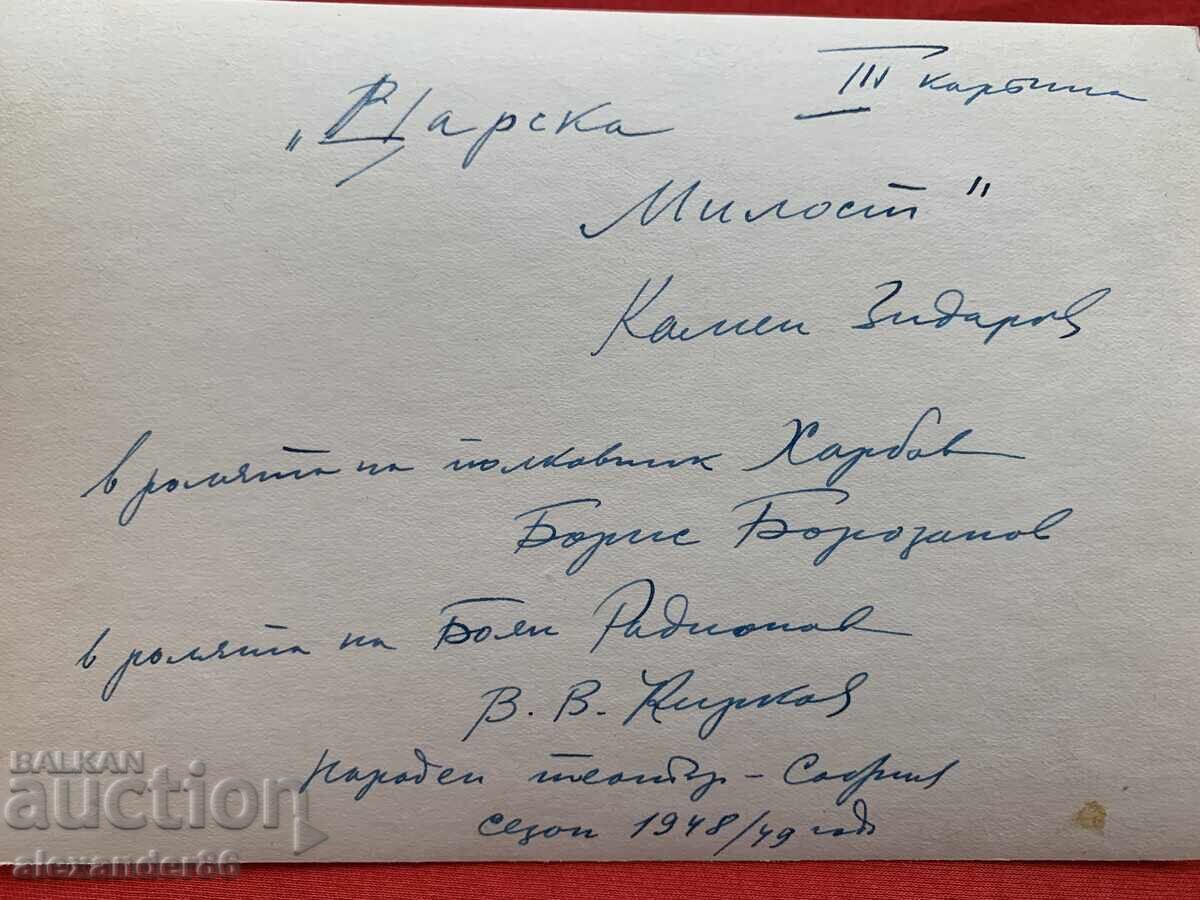 III картина
„Царска
Милост"
Камен Зидаров
в ролята на полковник Харбов
Борис Борозанов
в ролята на Боян Радионов
В. В. Кирков
народен театър - София
сезон 1948/49 год
BALKAN
auction
alexander86